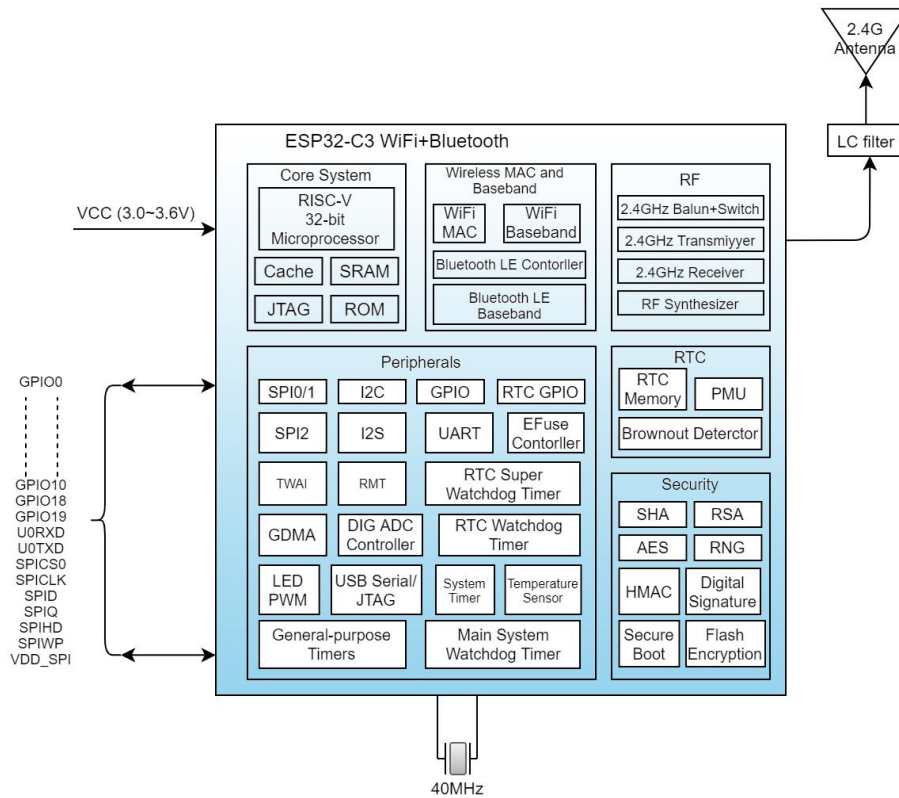 2.4G
Antenna
LC filter
ESP32-C3 WiFi+Bluetooth
VCC (3.0~3.6V)
Core System
RISC-V
32-bit
Microprocessor
Cache
SRAM
JTAG
ROM
Wireless MAC and
Baseband
WiFi
MAC
WiFi
Baseband
Bluetooth LE Contorller
Bluetooth LE
Baseband
RF
2.4GHz Balun+Switch
2.4GHz Transmiyyer
2.4GHz Receiver
RF Synthesizer
Peripherals
SPI0/1
I2C
GPIO
RTC GPIO
SPI2
I2S
UART
EFuse
Contorller
TWAI
RMT
RTC Super
Watchdog Timer
GDMA
DIG ADC
Controller
RTC Watchdog
Timer
LED
PWM
USB Serial/
JTAG
System
Timer
Temperature
Sensor
General-purpose
Timers
Main System
Watchdog Timer
RTC
RTC
Memory
PMU
Brownout Deterctor
Security
SHA
RSA
AES
RNG
HMAC
Digital
Signature
Secure
Boot
Flash
Encryption
GPIO0
GPIO10
GPIO18
GPIO19
U0RXD
U0TXD
SPICS0
SPICLK
SPID
SPIQ
SPIHD
SPIWP
VDD_SPI
40MHz